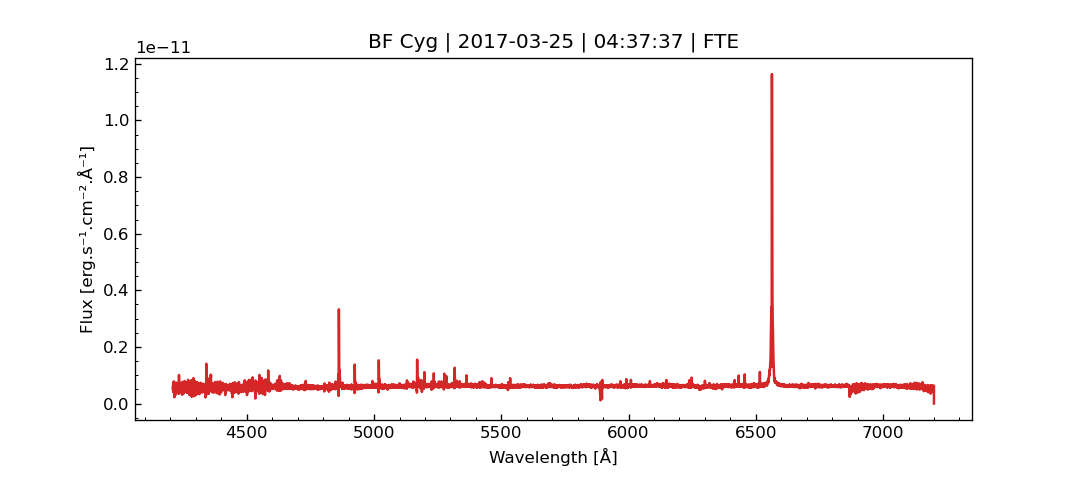 BF Cyg | 2017-03-25 | 04:37:37 | FTE
1e−11
1.2
1.0
0.8
0.6
0.4
0.2
0.0
Flux [erg.s⁻¹.cm⁻².Å⁻¹]
4500 5000 5500 6000 6500 7000
Wavelength [Å]